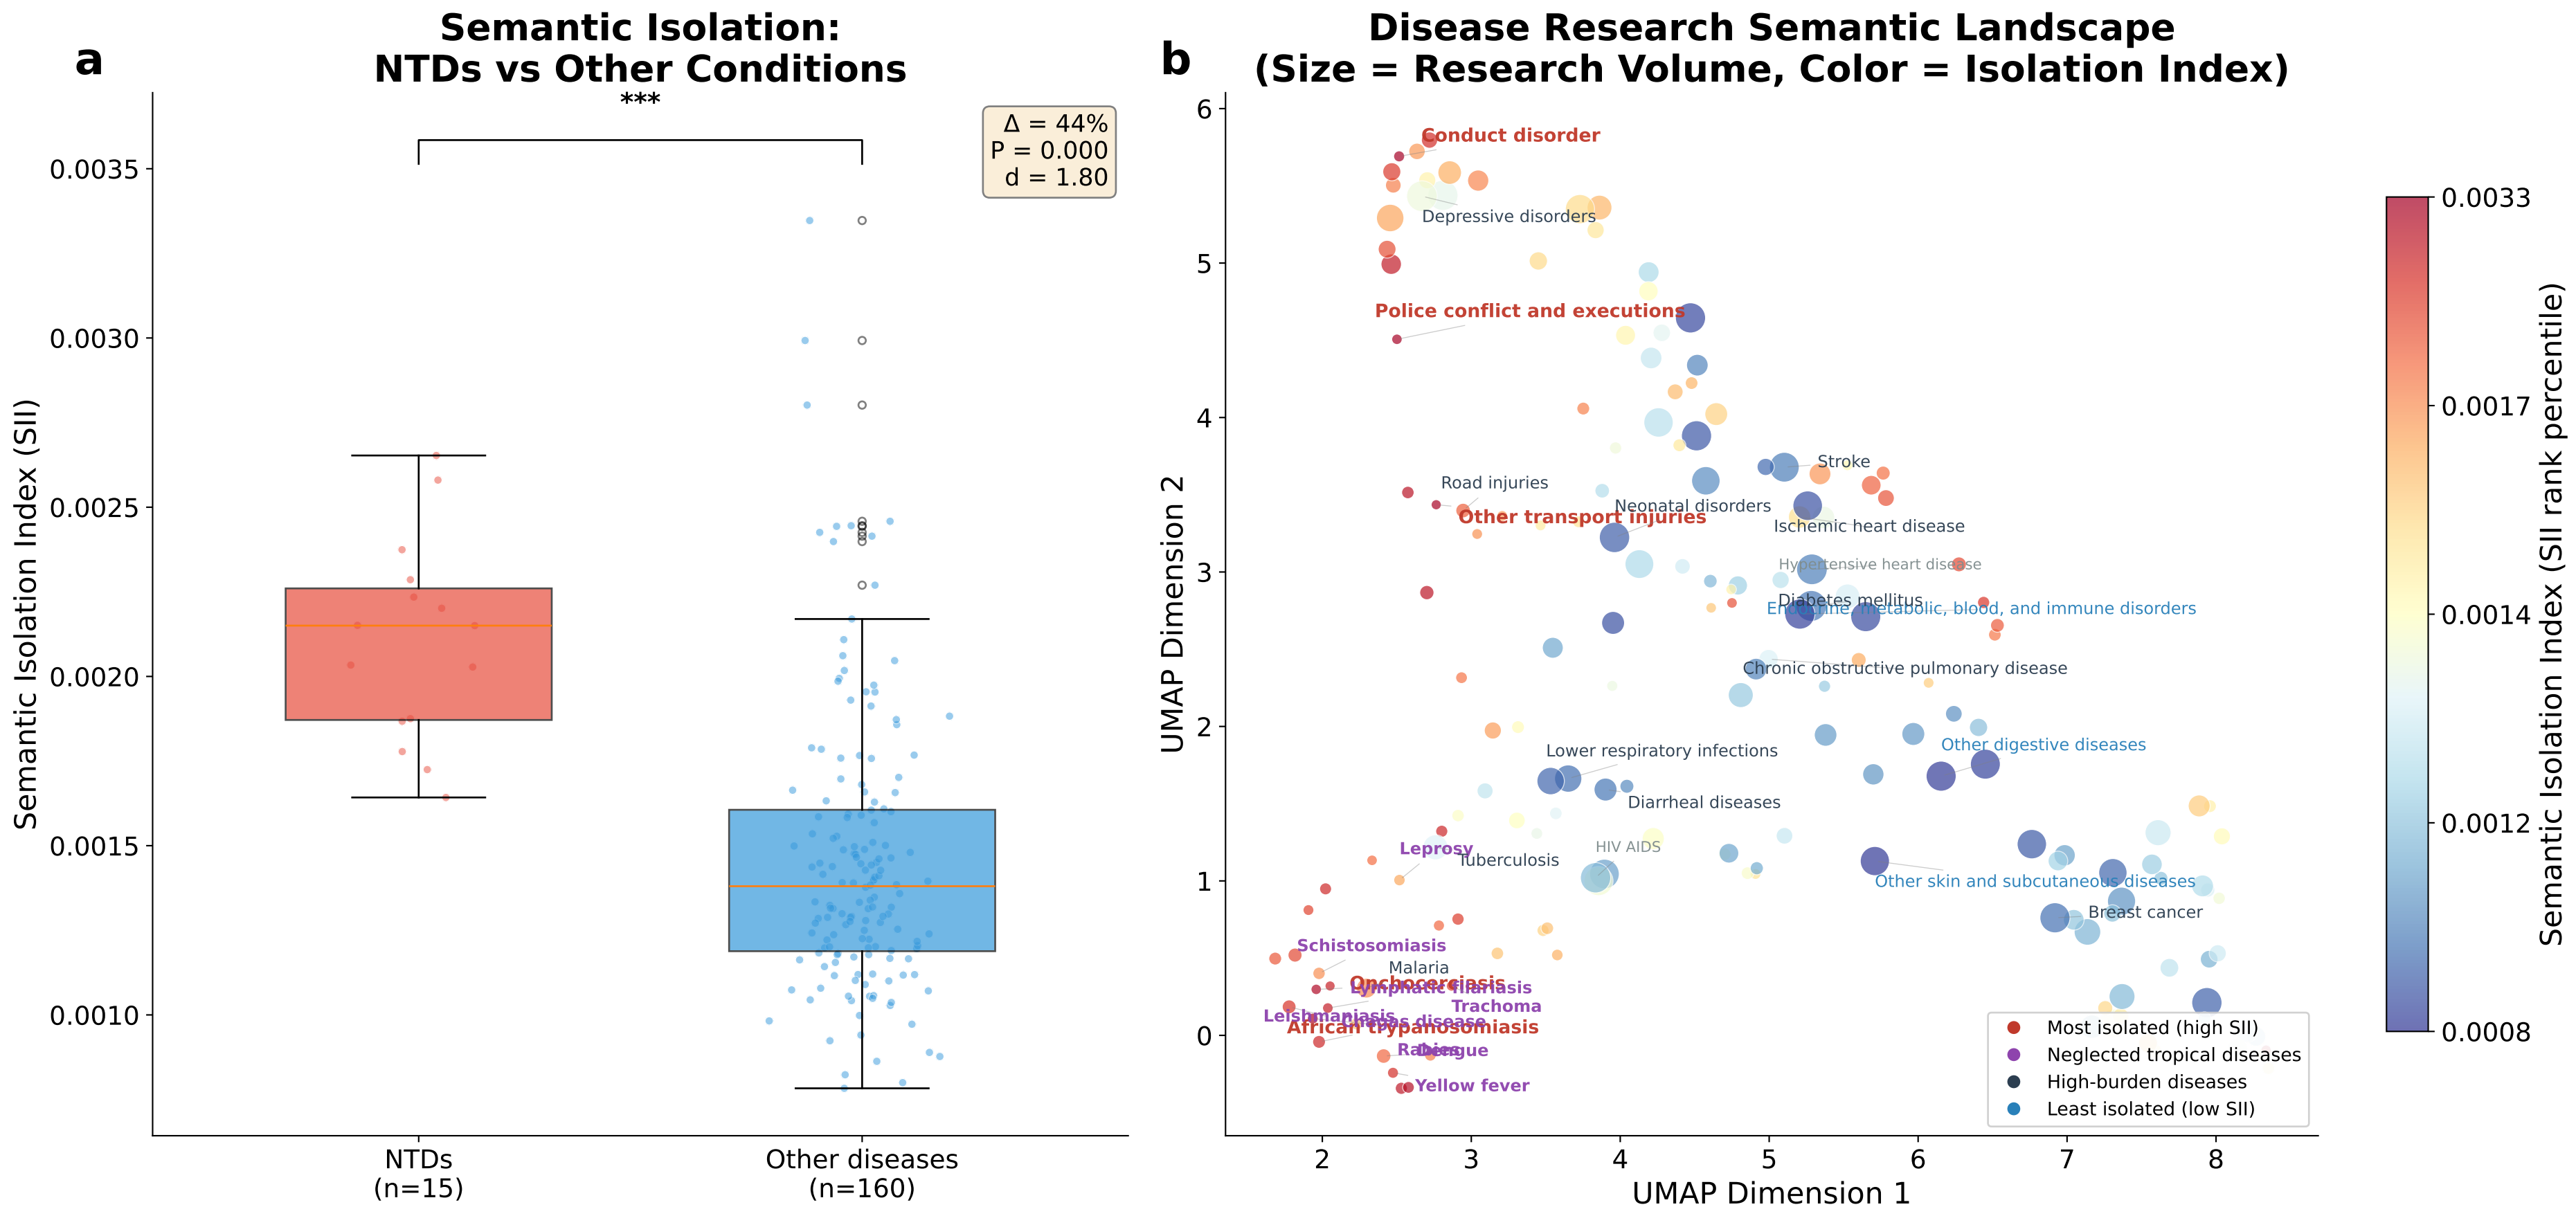 a
Semantic Isolation:
NTDs vs Other Conditions
***
Δ = 44%
P = 0.000
d = 1.80
Semantic Isolation Index (SII)
0.0035
0.0030
0.0025
0.0020
0.0015
0.0010
NTDs
(n=15)
Other diseases
(n=160)
b
Disease Research Semantic Landscape
(Size = Research Volume, Color = Isolation Index)
UMAP Dimension 2
6
5
4
3
2
1
0
Conduct disorder
Depressive disorders
Police conflict and executions
Stroke
Road injuries
Neonatal disorders
Other transport injuries
Ischemic heart disease
Hypertensive heart disease
Diabetes mellitus
Endocrine, metabolic, blood, and immune disorders
Chronic obstructive pulmonary disease
Other digestive diseases
Lower respiratory infections
Diarrheal diseases
HIV AIDS
Leprosy
Tuberculosis
Other skin and subcutaneous diseases
Breast cancer
Schistosomiasis
Malaria
Onchocerciasis
Lymphatic filariasis
Trachoma
Leishmaniasis
Chagas disease
African trypanosomiasis
Rabies
Dengue
Yellow fever
Most isolated (high SII)
Neglected tropical diseases
High-burden diseases
Least isolated (low SII)
2
3
4
5
6
7
8
UMAP Dimension 1
0.0033
0.0017
0.0014
0.0012
0.0008
Semantic Isolation Index (SII rank percentile)